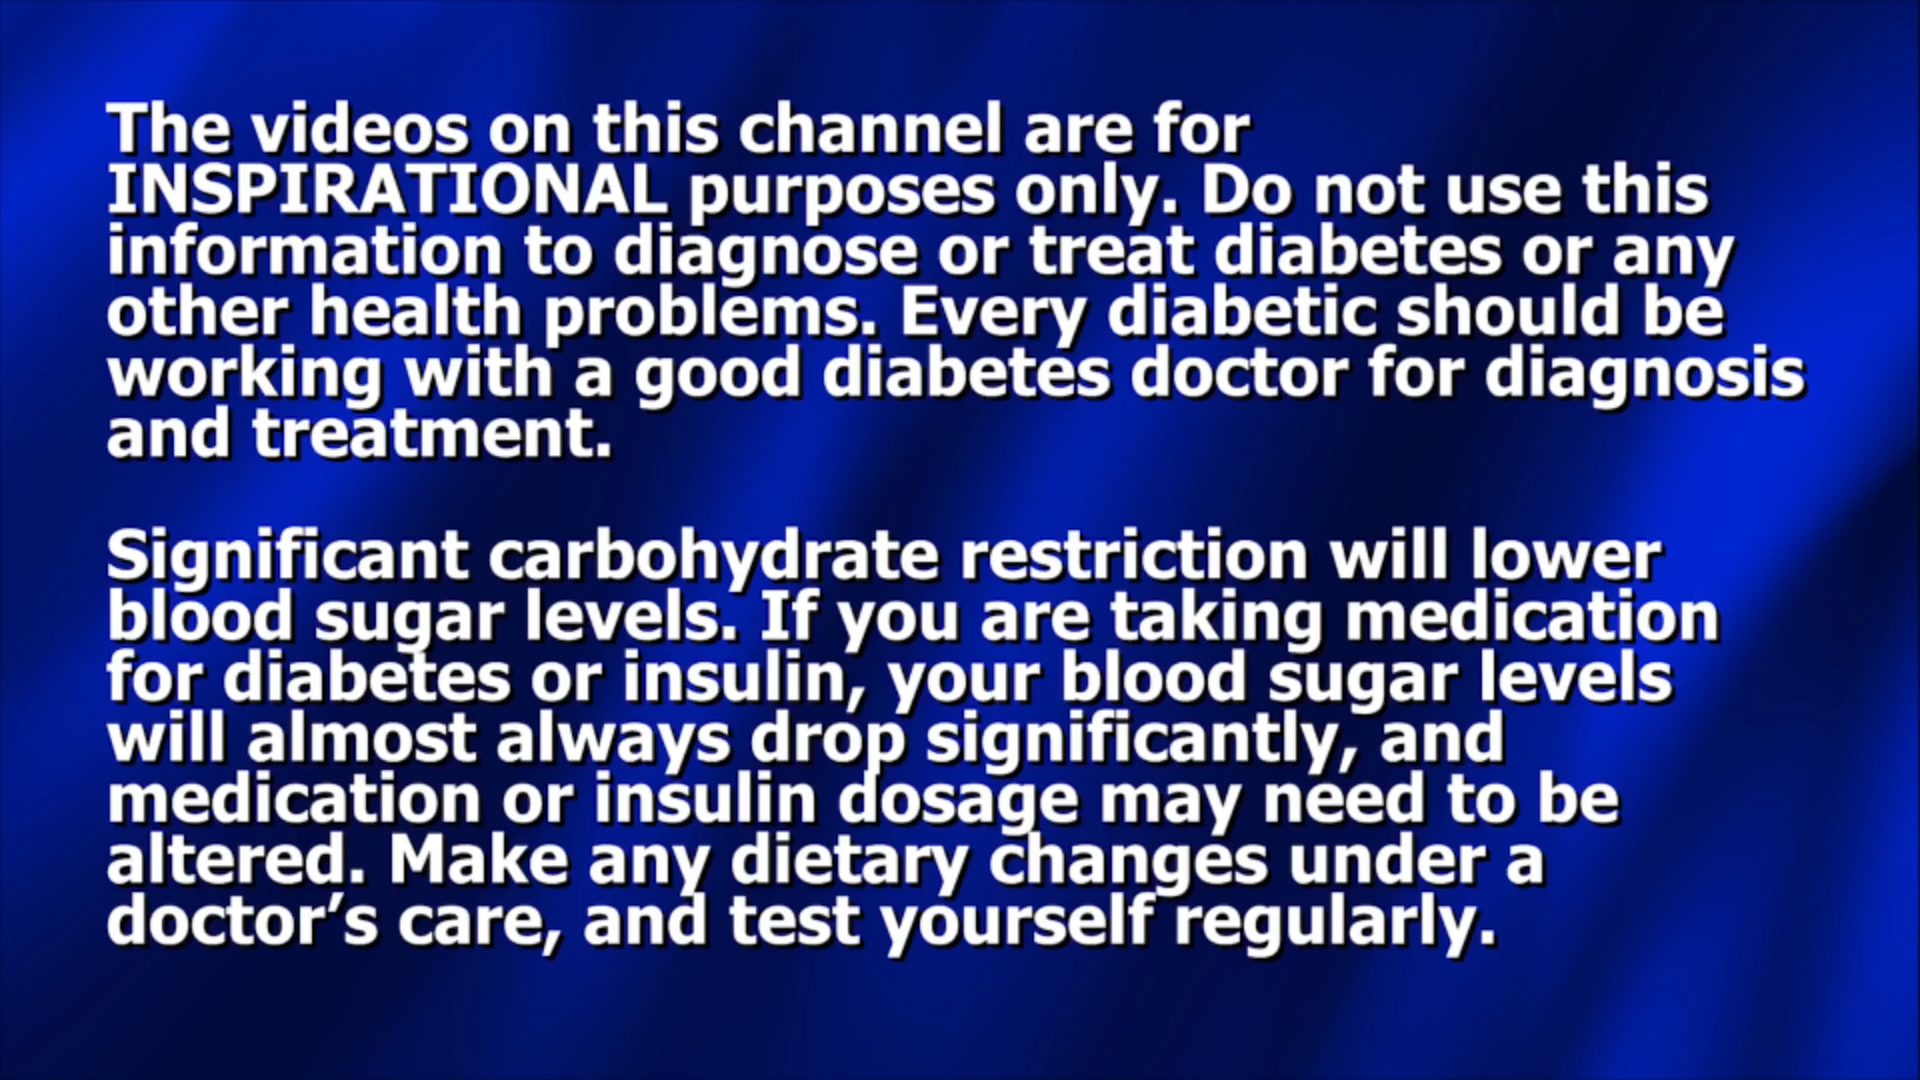 The videos on this channel are for
INSPIRATIONAL purposes only. Do not use this
information to diagnose or treat diabetes or any
other health problems. Every diabetic should be
working with a good diabetes doctor for diagnosis
and treatment.
Significant carbohydrate restriction will lower
blood sugar levels. If you are taking medication
for diabetes or insulin, your blood sugar levels
will almost always drop significantly, and
medication or insulin dosage may need to be
altered. Make any dietary changes under a
doctor’s care, and test yourself regularly.